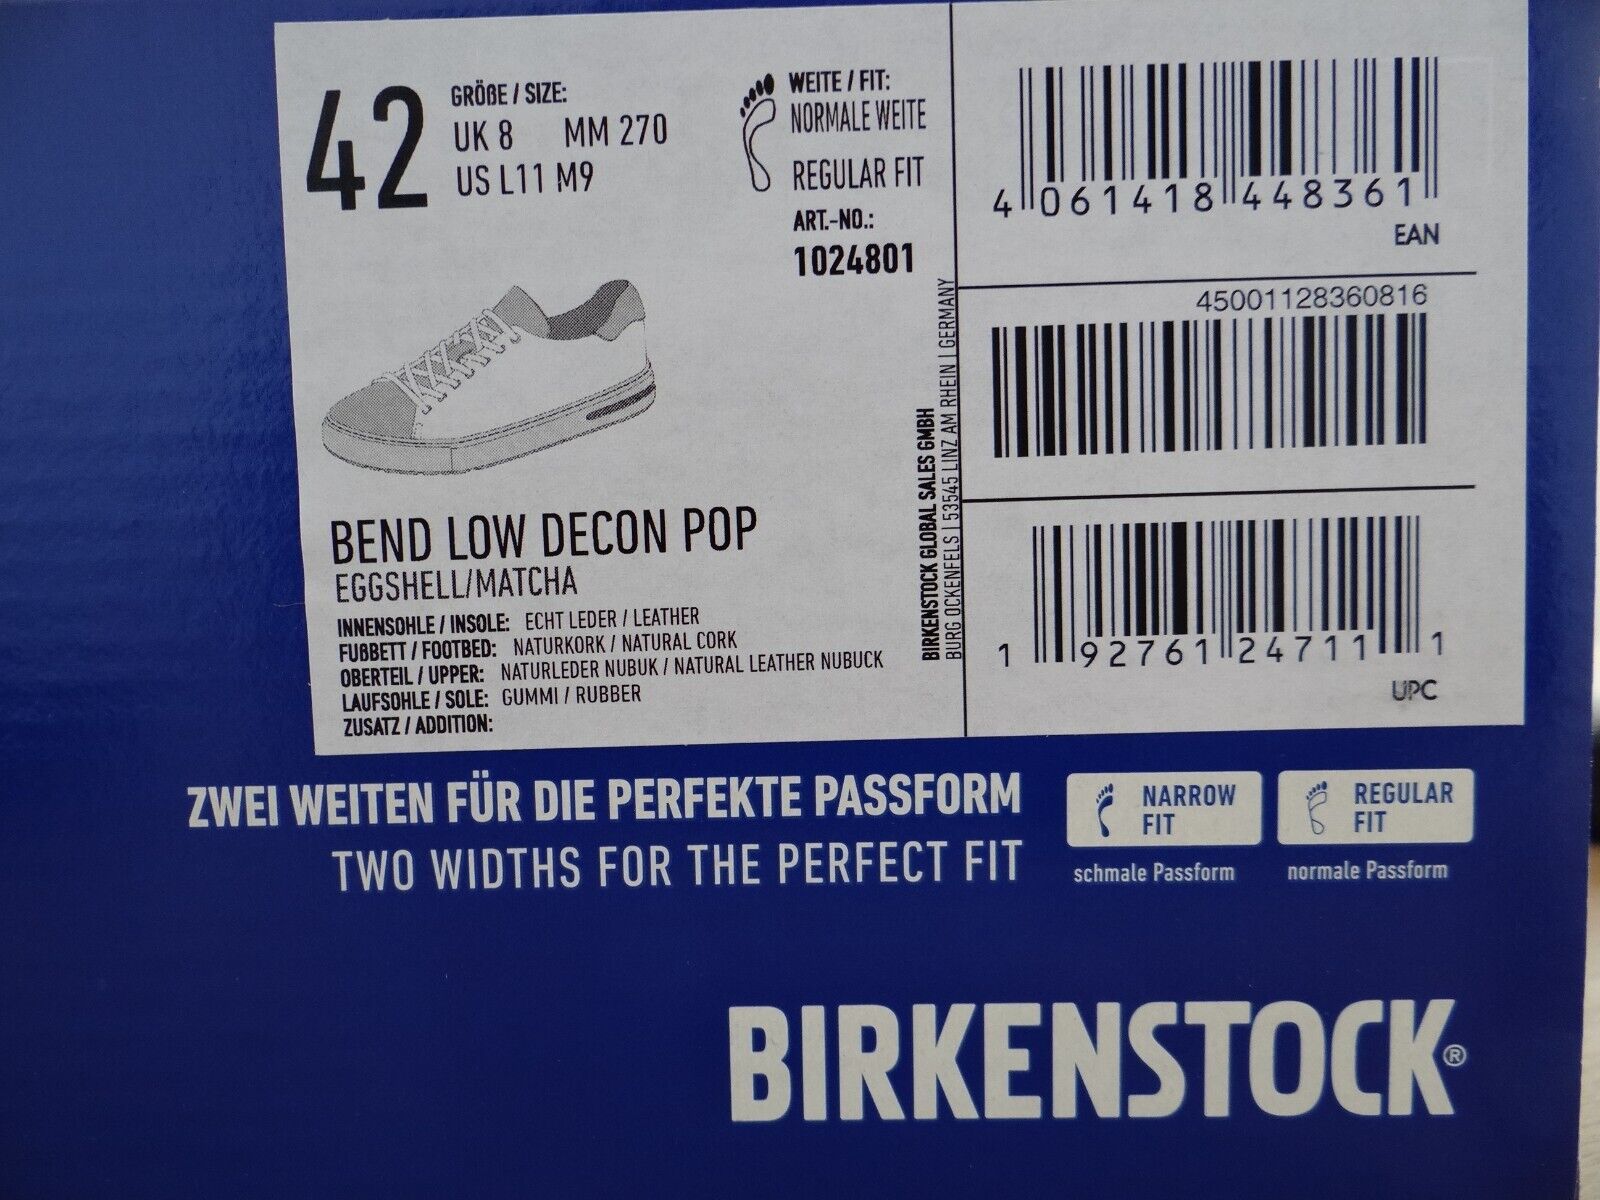 42
GRÖßE / SIZE:
UK 8 MM 270
US L11 M9
WEITE / FIT:
NORMALE WEITE
REGULAR FIT
ART.-NO.:
1024801
BEND LOW DECON POP
EGGSHELL/MATCHA
INNENSOHLE / INSOLE: ECHT LEDER / LEATHER
FUßBETT / FOOTBED: NATURKORK / NATURAL CORK
OBERTEIL / UPPER: NATURLEDER NUBUK / NATURAL LEATHER NUBUCK
LAUFSOHLE / SOLE: GUMMI / RUBBER
ZUSATZ / ADDITION:
BIRKENSTOCK GLOBAL SALES GMBH
BURG OCKENFELS | 53545 LINZ AM RHEIN | GERMANY
4 061418 448361
EAN
45001128360816
1 92761 24711 1
UPC
ZWEI WEITEN FÜR DIE PERFEKTE PASSFORM
TWO WIDTHS FOR THE PERFECT FIT
NARROW
FIT
schmale Passform
REGULAR
FIT
normale Passform
BIRKENSTOCK®